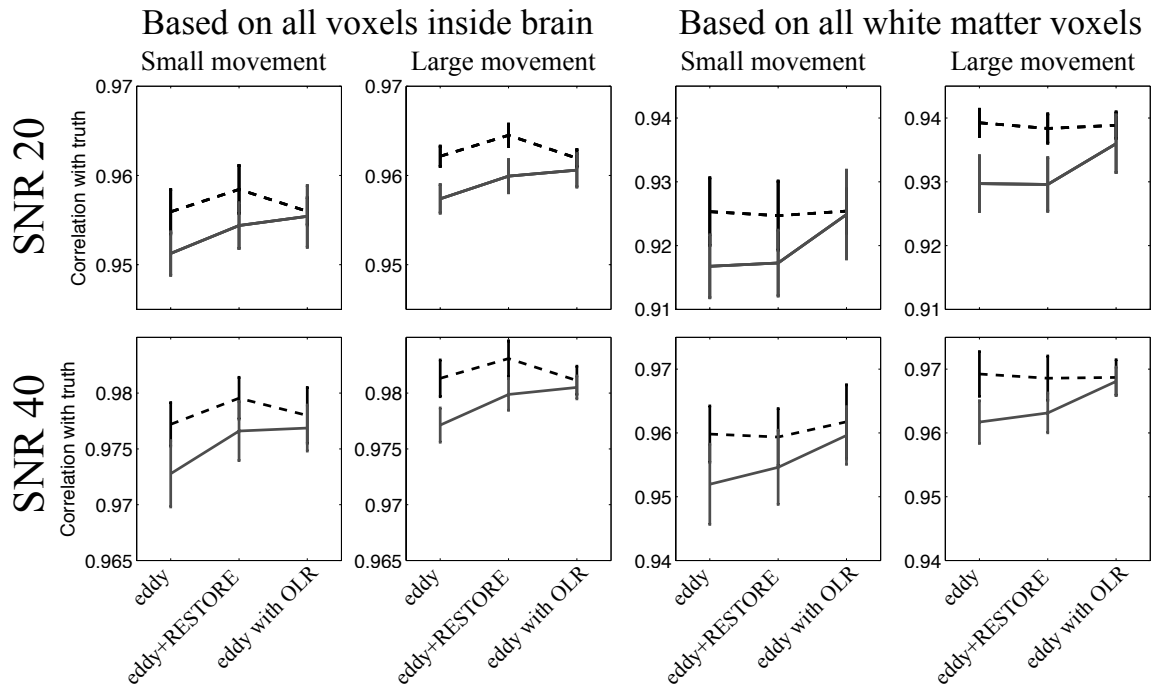 Based on all voxels inside brain
Based on all white matter voxels
Small movement
Large movement
Small movement
Large movement
SNR 20
Correlation with truth
0.97
0.96
0.95
0.97
0.96
0.95
0.94
0.93
0.92
0.91
0.94
0.93
0.92
0.91
SNR 40
Correlation with truth
0.98
0.975
0.97
0.965
0.98
0.975
0.97
0.965
0.97
0.96
0.95
0.94
0.97
0.96
0.95
0.94
eddy
eddy+RESTORE
eddy with OLR
eddy
eddy+RESTORE
eddy with OLR
eddy
eddy+RESTORE
eddy with OLR
eddy
eddy+RESTORE
eddy with OLR